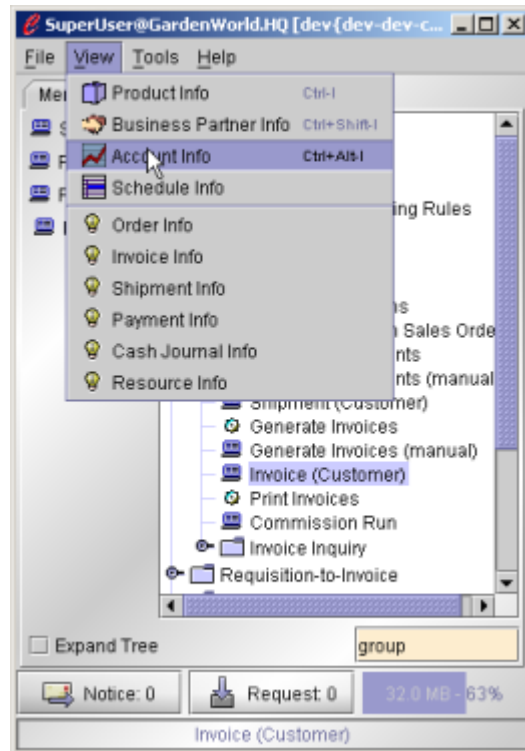 SuperUser@GardenWorld.HQ [dev{dev-dev-c...
File View Tools Help
Product Info Ctrl-I
Business Partner Info Ctrl+Shift-I
Account Info Ctrl+Alt-I
Schedule Info
ing Rules
Order Info
Invoice Info
Shipment Info
Payment Info
Sales Orde
Cash Journal Info
nts
Resource Info
nts (manual
Shipment (Customer)
Generate Invoices
Generate Invoices (manual)
Invoice (Customer)
Print Invoices
Commission Run
Invoice Inquiry
Requisition-to-Invoice
Expand Tree
group
Notice: 0
Request: 0
32.0 MB - 63%
Invoice (Customer)